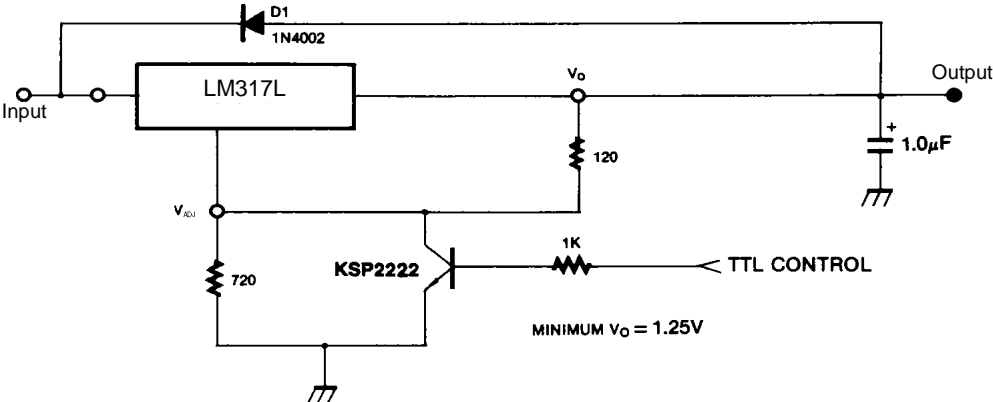 D1
1N4002
LM317L
Vo
Output
Input
+
1.0μF
120
VADJ
1K
KSP2222
TTL CONTROL
720
MINIMUM Vo = 1.25V